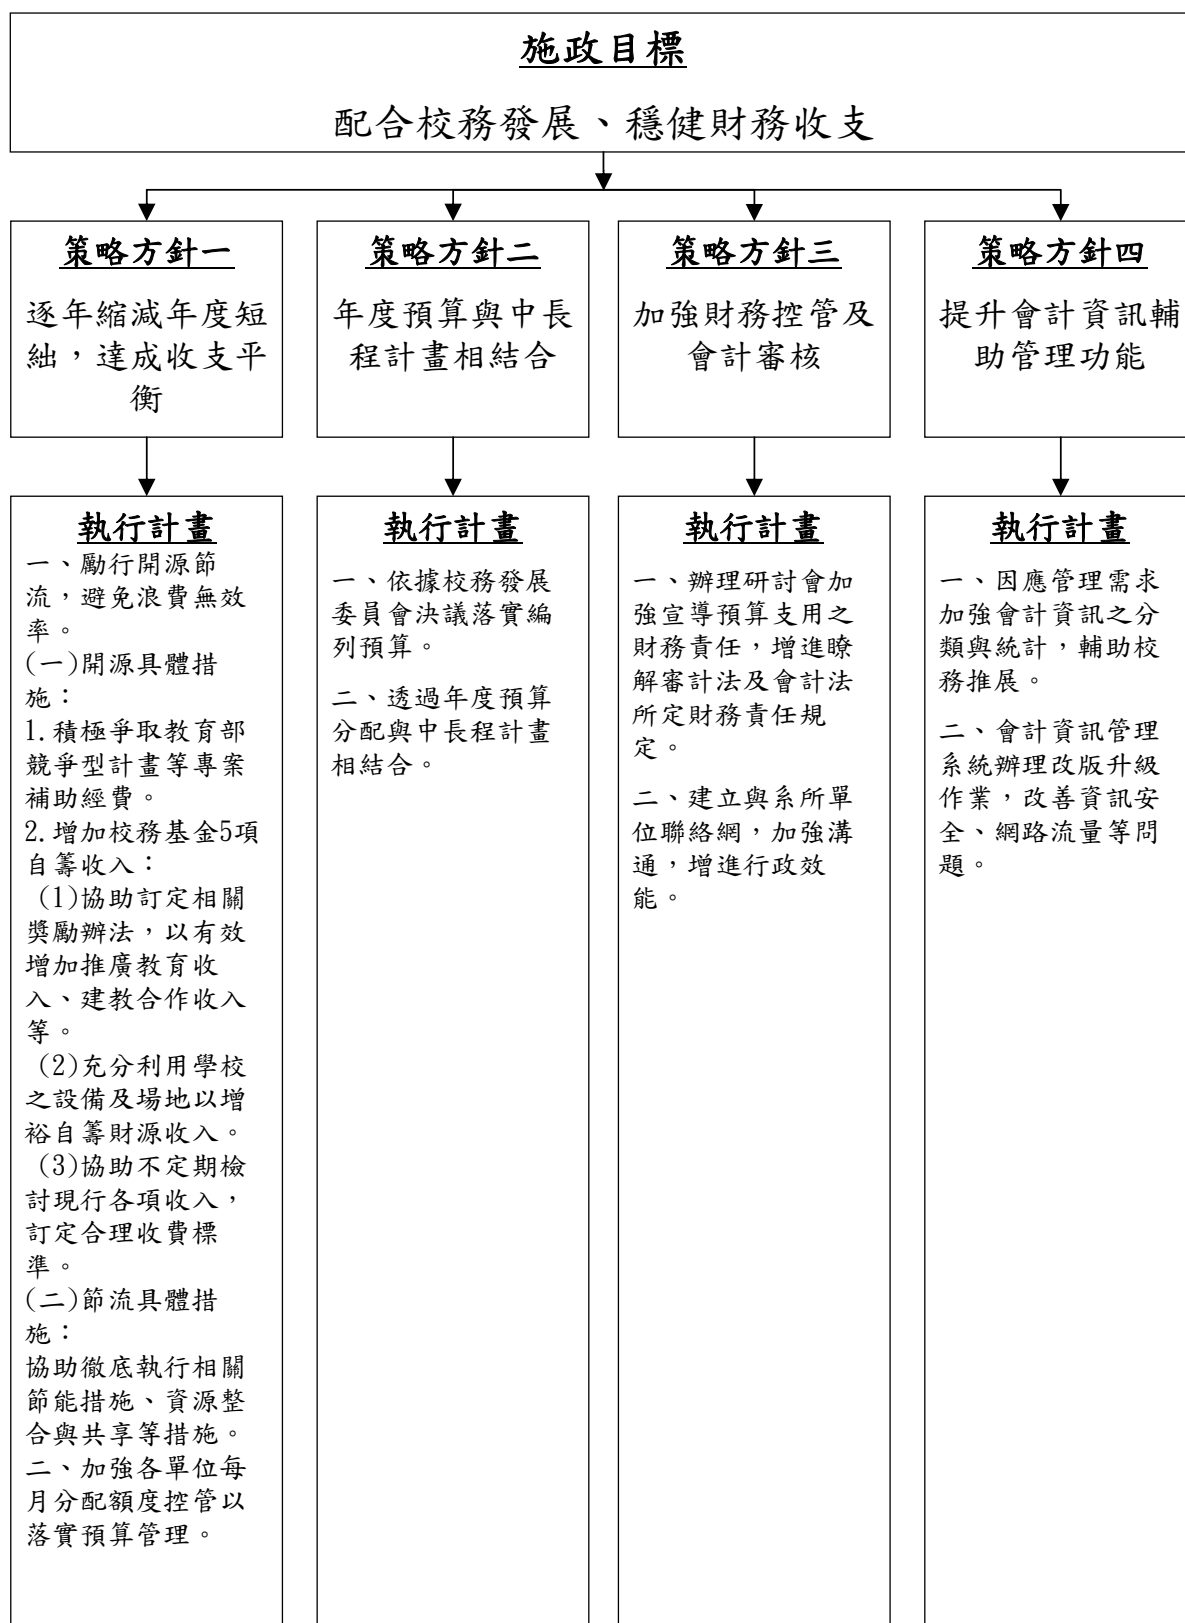 施政目標
配合校務發展、穩健財務收支
策略方針一
逐年縮減年度短
絀，達成收支平
衡
策略方針二
年度預算與中長
程計畫相結合
策略方針三
加強財務控管及
會計審核
策略方針四
提升會計資訊輔
助管理功能
執行計畫
一、勵行開源節
流，避免浪費無效
率。
(一)開源具體措
施：
1.積極爭取教育部
競爭型計畫等專案
補助經費。
2.增加校務基金5項
自籌收入：
(1)協助訂定相關
獎勵辦法，以有效
增加推廣教育收
入、建教合作收入
等。
(2)充分利用學校
之設備及場地以增
裕自籌財源收入。
(3)協助不定期檢
討現行各項收入，
訂定合理收費標
準。
(二)節流具體措
施：
協助徹底執行相關
節能措施、資源整
合與共享等措施。
二、加強各單位每
月分配額度控管以
落實預算管理。
執行計畫
一、依據校務發展
委員會決議落實編
列預算。
二、透過年度預算
分配與中長程計畫
相結合。
執行計畫
一、辦理研討會加
強宣導預算支用之
財務責任，增進瞭
解審計法及會計法
所定財務責任規
定。
二、建立與系所單
位聯絡網，加強溝
通，增進行政效
能。
執行計畫
一、因應管理需求
加強會計資訊之分
類與統計，輔助校
務推展。
二、會計資訊管理
系統辦理改版升級
作業，改善資訊安
全、網路流量等問
題。